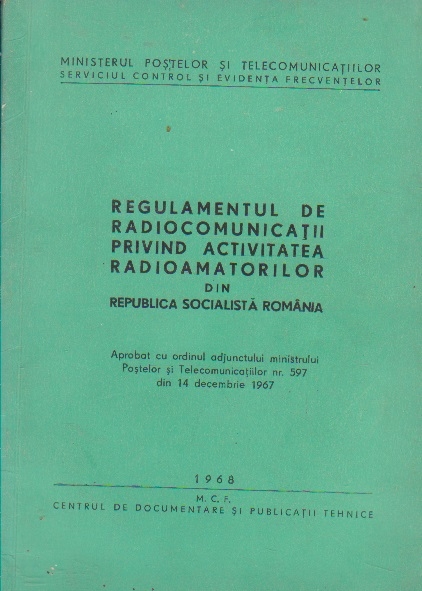 MINISTERUL POȘTELOR ȘI TELECOMUNICAȚIILOR
SERVICIUL CONTROL ȘI EVIDENȚA FRECVENȚELOR
REGULAMENTUL DE
RADIOCOMUNICAȚII
PRIVIND ACTIVITATEA
RADIOAMATORILOR
DIN
REPUBLICA SOCIALISTĂ ROMÂNIA
Aprobat cu ordinul adjunctului ministrului
Poștelor și Telecomunicațiilor nr. 597
din 14 decembrie 1967
1968
M. C. F.
CENTRUL DE DOCUMENTARE ȘI PUBLICAȚII TEHNICE